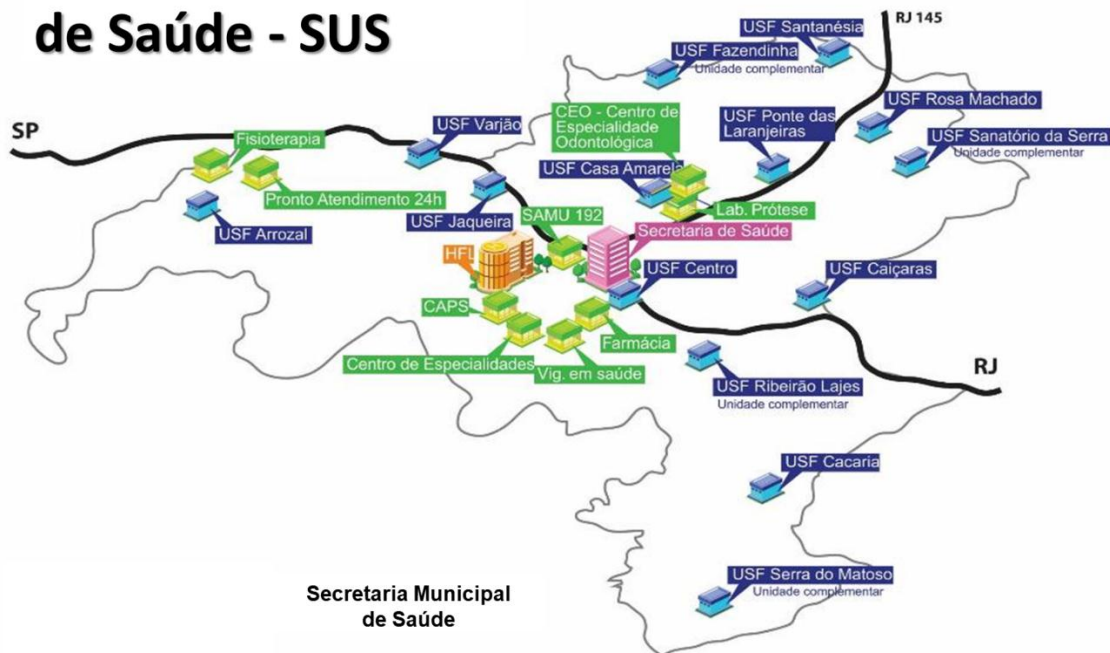 de Saúde - SUS
RJ 145
USF Santanésia
USF Fazendinha
Unidade complementar
USF Rosa Machado
CEO - Centro de
Especialidade
Odontológica
USF Ponte das
Laranjeiras
SP
USF Varjão
Fisioterapia
USF Sanatório da Serra
Unidade complementar
USF Casa Amarela
Pronto Atendimento 24h
USF Jaqueira
SAMU 192
Lab. Prótese
USF Arrozal
Secretaria de Saúde
HFL
USF Centro
USF Caiçaras
CAPS
Farmácia
Centro de Especialidades
Vig. em saúde
RJ
USF Ribeirão Lajes
Unidade complementar
USF Cacaria
USF Serra do Matoso
Unidade complementar
Secretaria Municipal
de Saúde